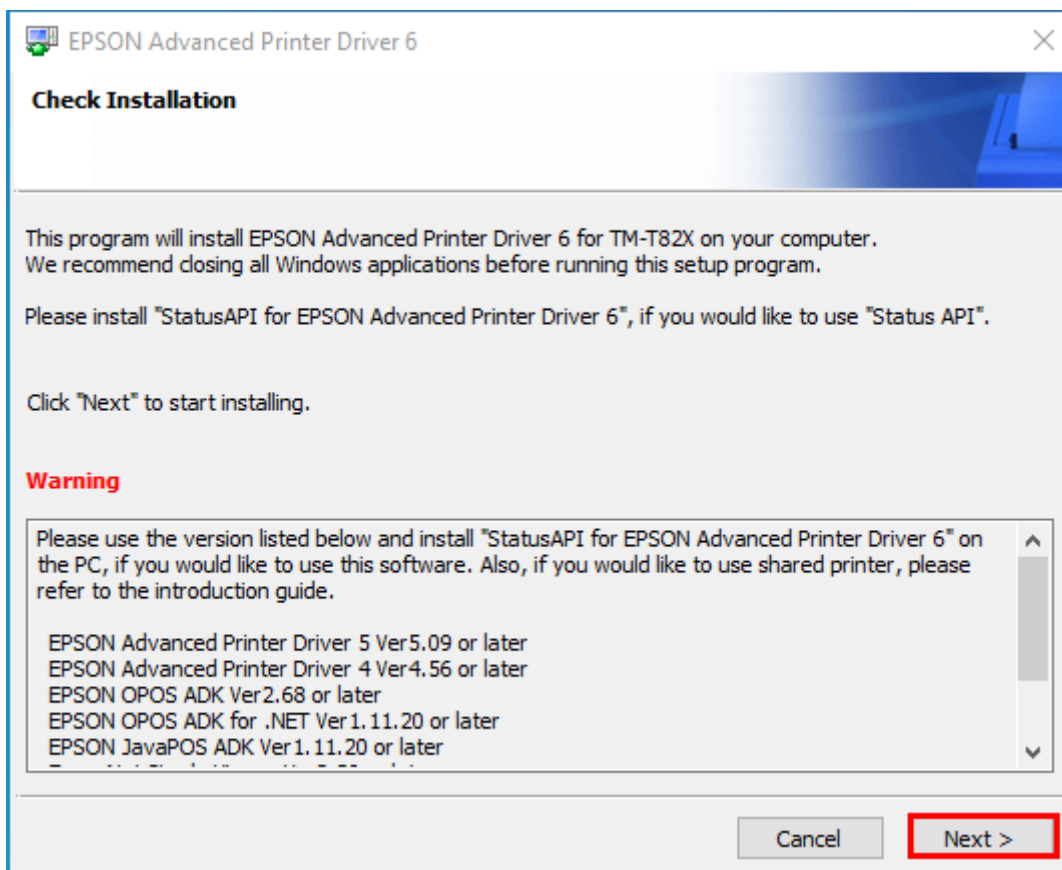 EPSON Advanced Printer Driver 6
Check Installation
This program will install EPSON Advanced Printer Driver 6 for TM-T82X on your computer.
We recommend closing all Windows applications before running this setup program.
Please install "StatusAPI for EPSON Advanced Printer Driver 6", if you would like to use "Status API".
Click "Next" to start installing.
Warning
Please use the version listed below and install "StatusAPI for EPSON Advanced Printer Driver 6" on
the PC, if you would like to use this software. Also, if you would like to use shared printer, please
refer to the introduction guide.
EPSON Advanced Printer Driver 5 Ver5.09 or later
EPSON Advanced Printer Driver 4 Ver4.56 or later
EPSON OPOS ADK Ver2.68 or later
EPSON OPOS ADK for .NET Ver1.11.20 or later
EPSON JavaPOS ADK Ver1.11.20 or later
Cancel
Next >